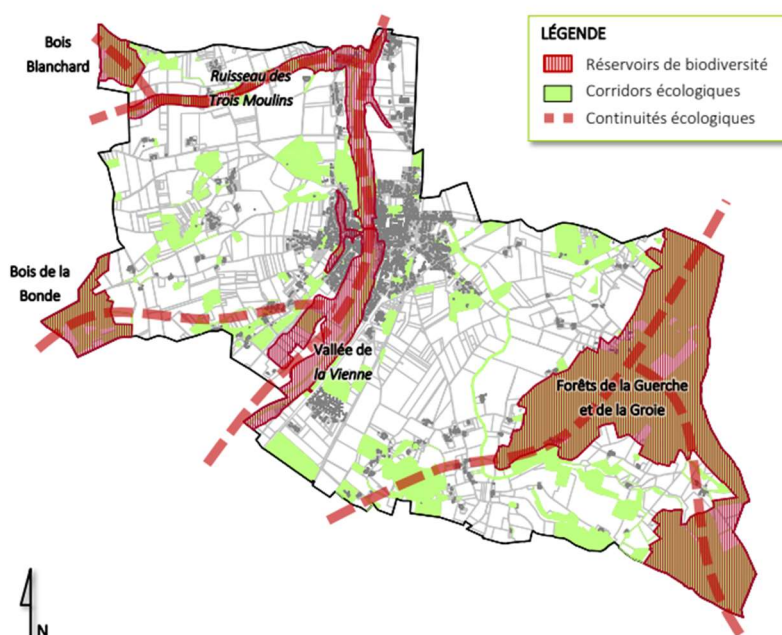 Bois
Blanchard
Ruisseau des
Trois Moulins
LÉGENDE
Réservoirs de biodiversité
Corridors écologiques
Continuités écologiques
Bois de la
Bonde
Vallée de
la Vienne
Forêts de la Guerche
et de la Groie
N